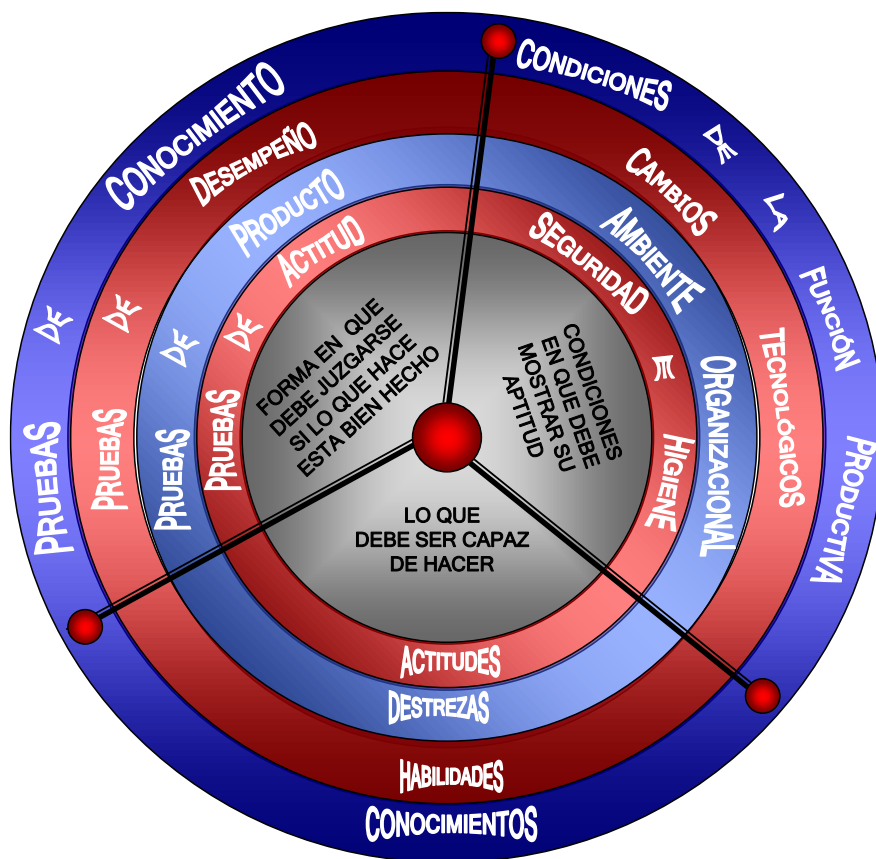 PRUEBAS DE CONOCIMIENTO
PRUEBAS DE DESEMPEÑO
PRUEBAS DE PRODUCTO
PRUEBAS DE ACTITUD
FORMA EN QUE
DEBE JUZGARSE
SI LO QUE HACE
ESTA BIEN HECHO
CONDICIONES DE LA FUNCIÓN PRODUCTIVA
CAMBIOS TECNOLÓGICOS
AMBIENTE ORGANIZACIONAL
SEGURIDAD E HIGIENE
CONDICIONES
EN QUE DEBE
MOSTRAR SU
APTITUD
LO QUE
DEBE SER CAPAZ
DE HACER
ACTITUDES
DESTREZAS
HABILIDADES
CONOCIMIENTOS